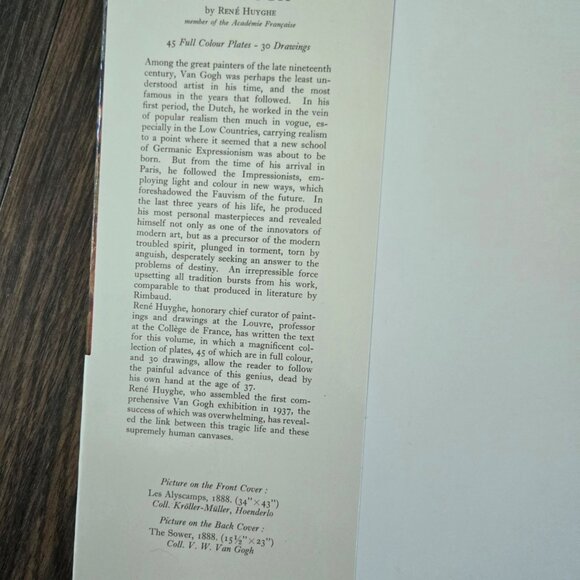 by RENÉ HUYGHE
member of the Académie Française
45 Full Colour Plates - 30 Drawings
Among the great painters of the late nineteenth
century, Van Gogh was perhaps the least un-
derstood artist in his time, and the most
famous in the years that followed. In his
first period, the Dutch, he worked in the vein
of popular realism then much in vogue, es-
pecially in the Low Countries, carrying realism
to a point where it seemed that a new school
of Germanic Expressionism was about to be
born. But from the time of his arrival in
Paris, he followed the Impressionists, em-
ploying light and colour in new ways, which
foreshadowed the Fauvism of the future. In
the last three years of his life, he produced
his most personal masterpieces and revealed
himself not only as one of the innovators of
modern art, but as a precursor of the modern
troubled spirit, plunged in torment, torn by
anguish, desperately seeking an answer to the
problems of destiny. An irrepressible force
upsetting all tradition bursts from his work,
comparable to that produced in literature by
Rimbaud.
René Huyghe, honorary chief curator of paint-
ings and drawings at the Louvre, professor
at the Collège de France, has written the text
for this volume, in which a magnificent col-
lection of plates, 45 of which are in full colour,
and 30 drawings, allow the reader to follow
the painful advance of this genius, dead by
his own hand at the age of 37.
René Huyghe, who assembled the first com-
prehensive Van Gogh exhibition in 1937, the
success of which was overwhelming, has reveal-
ed the link between this tragic life and these
supremely human canvases.
Picture on the Front Cover :
Les Alyscamps, 1888. (34"×43")
Coll. Kröller-Müller, Hoenderlo
Picture on the Back Cover :
The Sower, 1888. (15½"×23")
Coll. V. W. Van Gogh